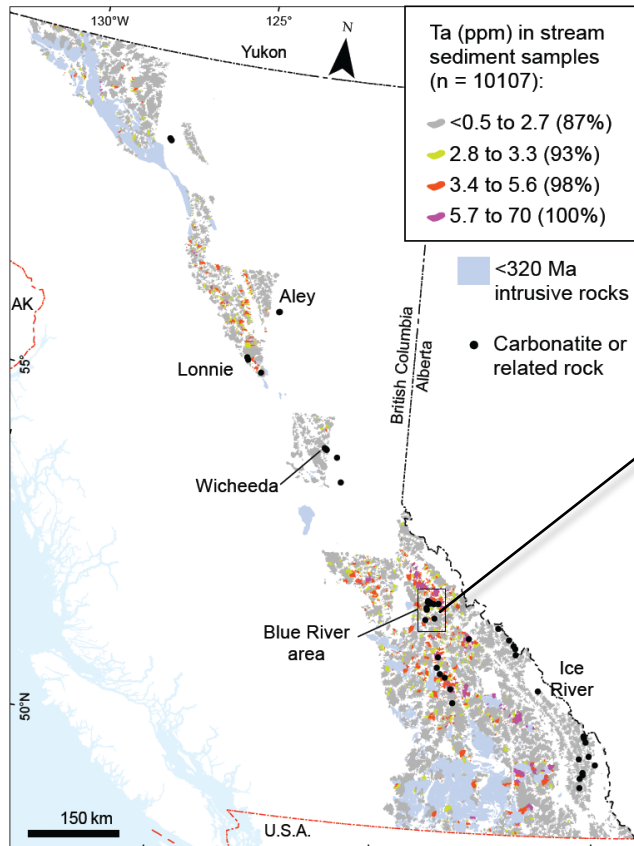 130°W
125°
N
Yukon
Ta (ppm) in stream
sediment samples
(n = 10107):
<0.5 to 2.7 (87%)
2.8 to 3.3 (93%)
3.4 to 5.6 (98%)
5.7 to 70 (100%)
<320 Ma
intrusive rocks
Carbonatite or
related rock
AK
Aley
55°
Lonnie
British Columbia
Alberta
Wicheeda
Blue River
area
Ice
River
50°N
150 km
U.S.A.